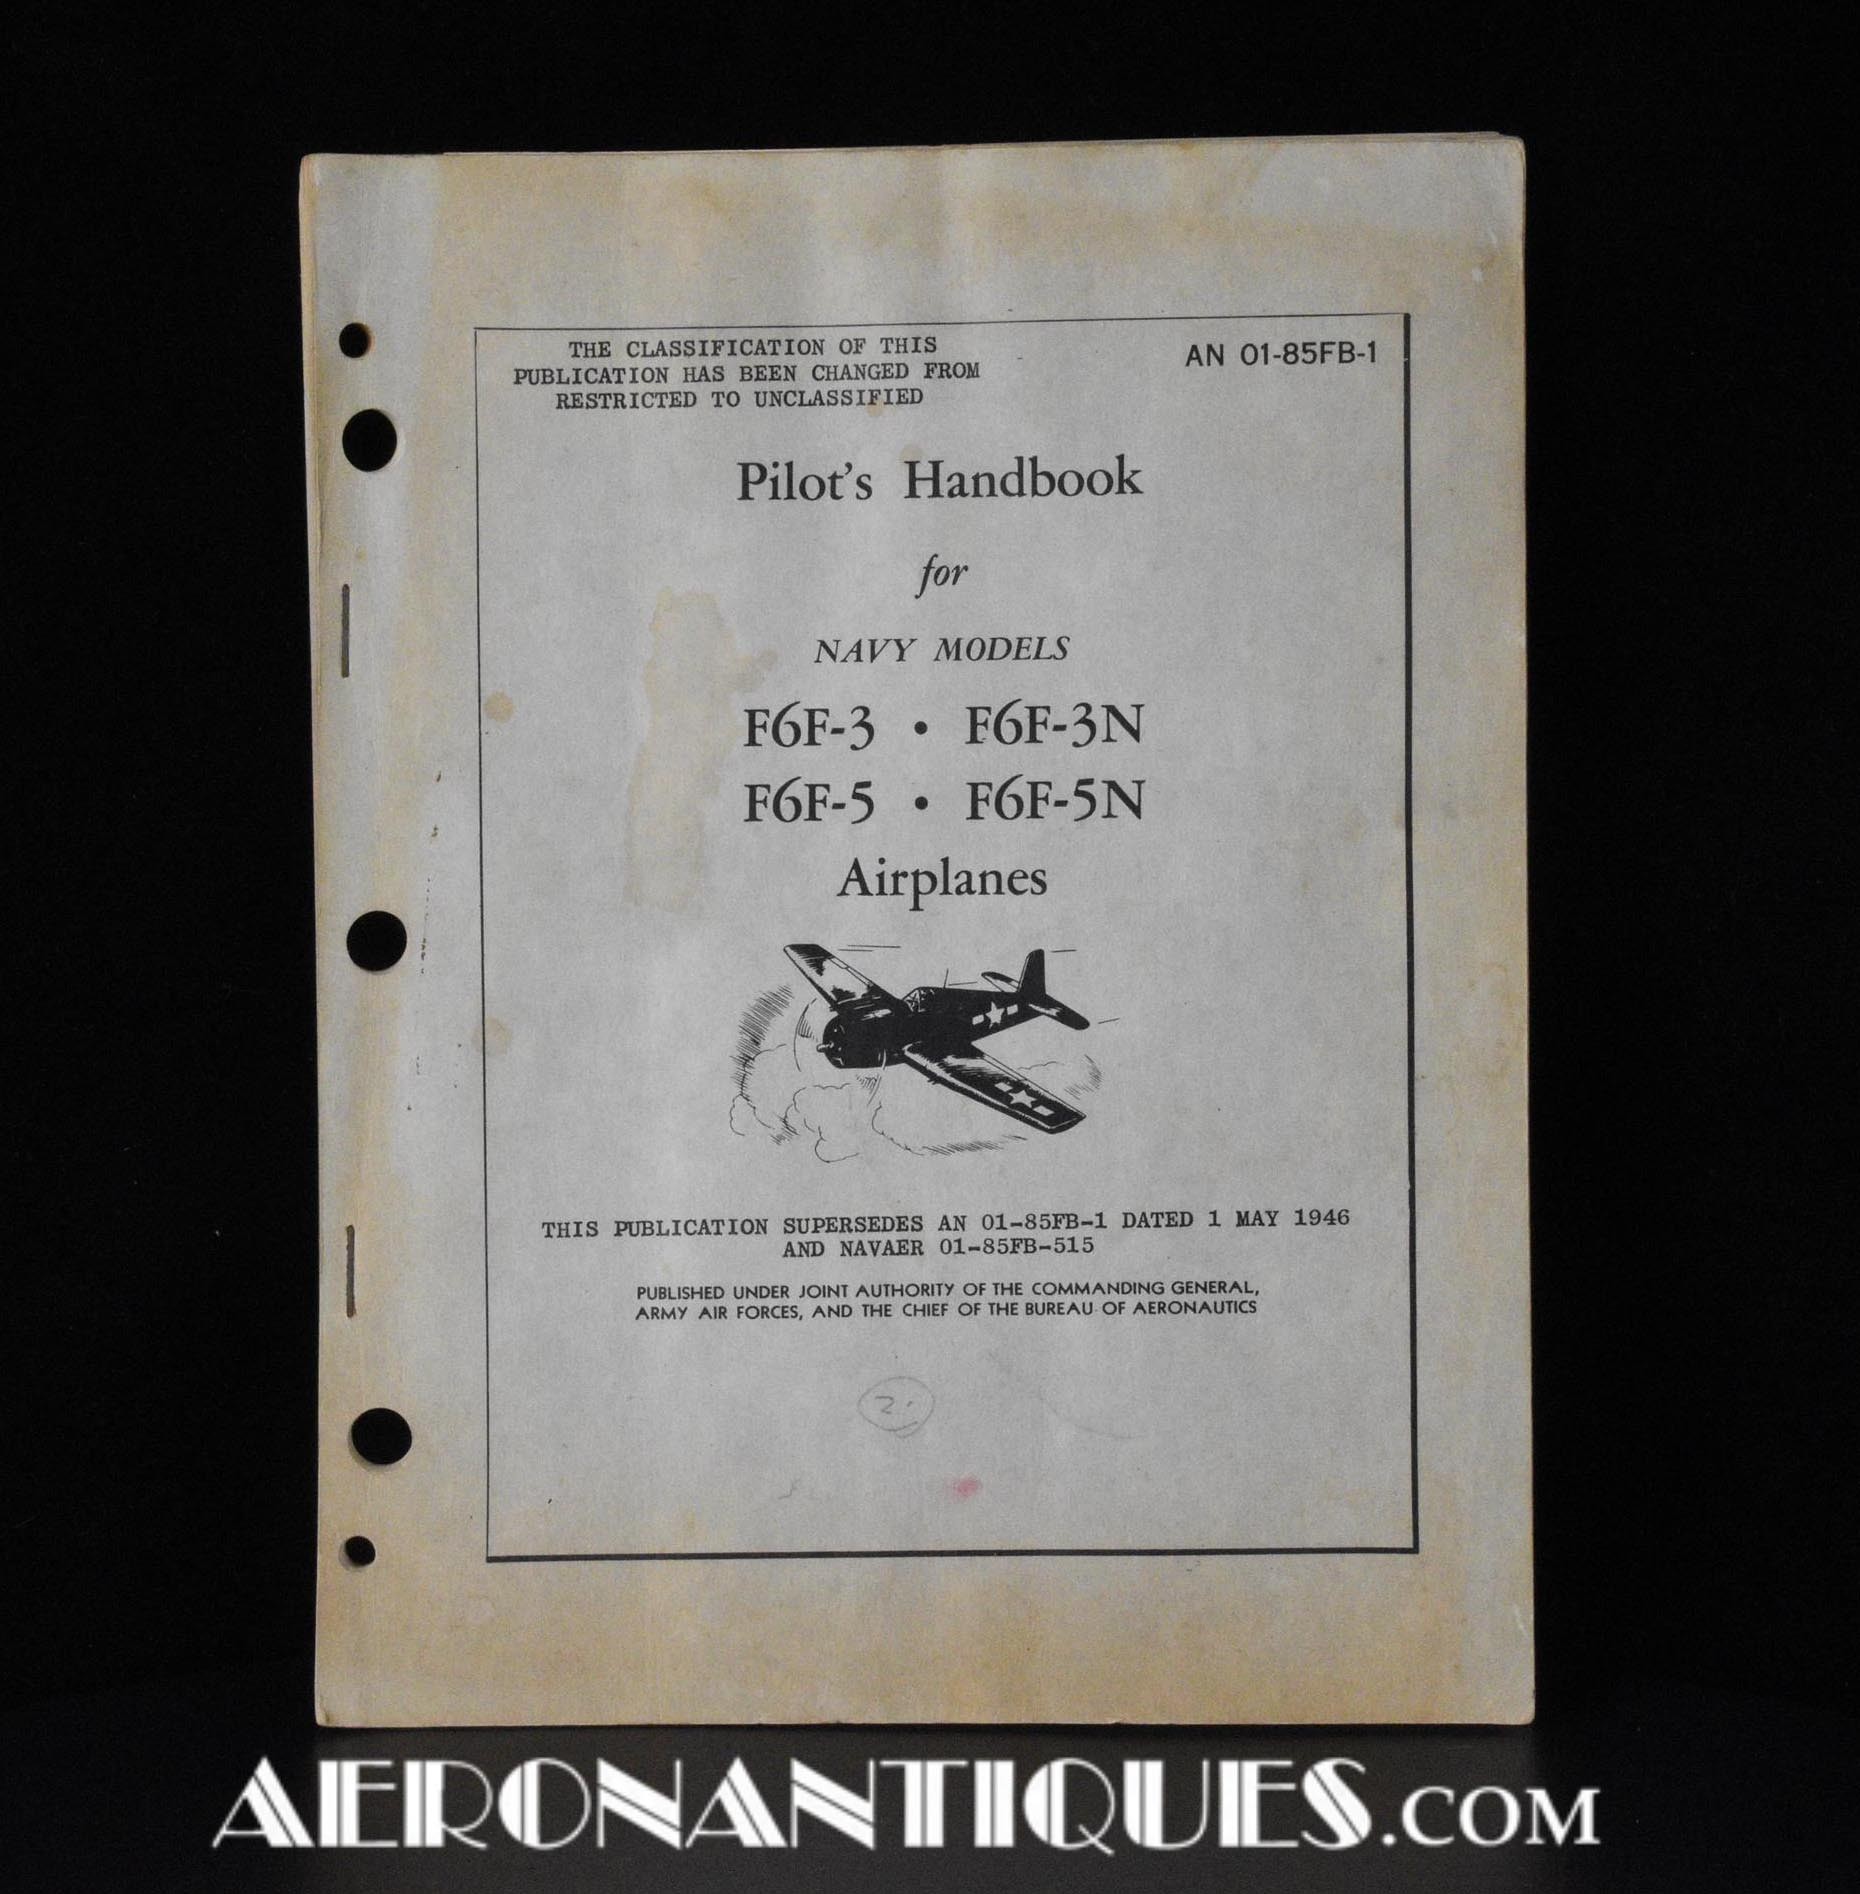 THE CLASSIFICATION OF THIS
PUBLICATION HAS BEEN CHANGED FROM
RESTRICTED TO UNCLASSIFIED
AN 01-85FB-1
Pilot's Handbook
for
NAVY MODELS
F6F-3 • F6F-3N
F6F-5 • F6F-5N
Airplanes
THIS PUBLICATION SUPERSEDES AN 01-85FB-1 DATED 1 MAY 1946
AND NAVAER 01-85FB-515
PUBLISHED UNDER JOINT AUTHORITY OF THE COMMANDING GENERAL,
ARMY AIR FORCES, AND THE CHIEF OF THE BUREAU OF AERONAUTICS
2.
AERONANTIQUES.COM